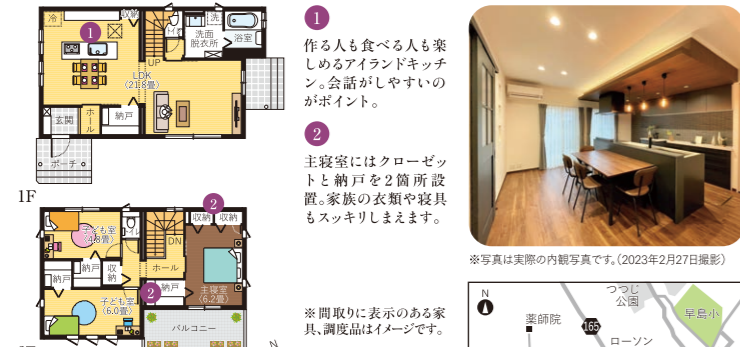 冷
収納
1
トイレ
洗面
脱衣所
洗
浴室
UP
LDK
〈21.8畳〉
玄関
ホール
納戸
ポーチ
1F
2
子ども室
〈4.8畳〉
トイレ
DN
収納
収納
納戸
納戸
収納
ホール
納戸
主寝室
〈6.2畳〉
2
子ども室
〈6.0畳〉
バルコニー
N
1
作る人も食べる人も楽
しめるアイランドキッチ
ン。会話がしやすいの
がポイント。
2
主寝室にはクローゼッ
トと納戸を2箇所設
置。家族の衣類や寝具
もスッキリしまえます。
※間取りに表示のある家
具、調度品はイメージです。
※写真は実際の内観写真です。(2023年2月27日撮影)
N
つつじ
公園
薬師院
165
早島小
ローソン